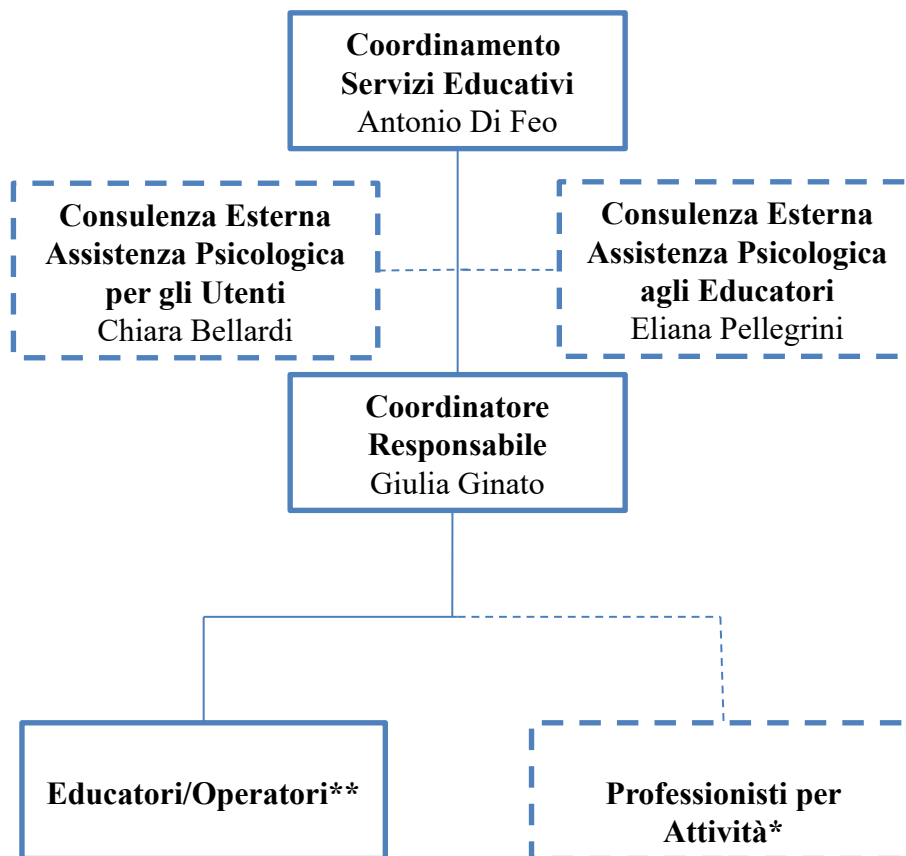 Coordinamento
Servizi Educativi
Antonio Di Feo
Consulenza Esterna
Assistenza Psicologica
per gli Utenti
Chiara Bellardi
Consulenza Esterna
Assistenza Psicologica
agli Educatori
Eliana Pellegrini
Coordinatore
Responsabile
Giulia Ginato
Educatori/Operatori**
Professionisti per
Attività*